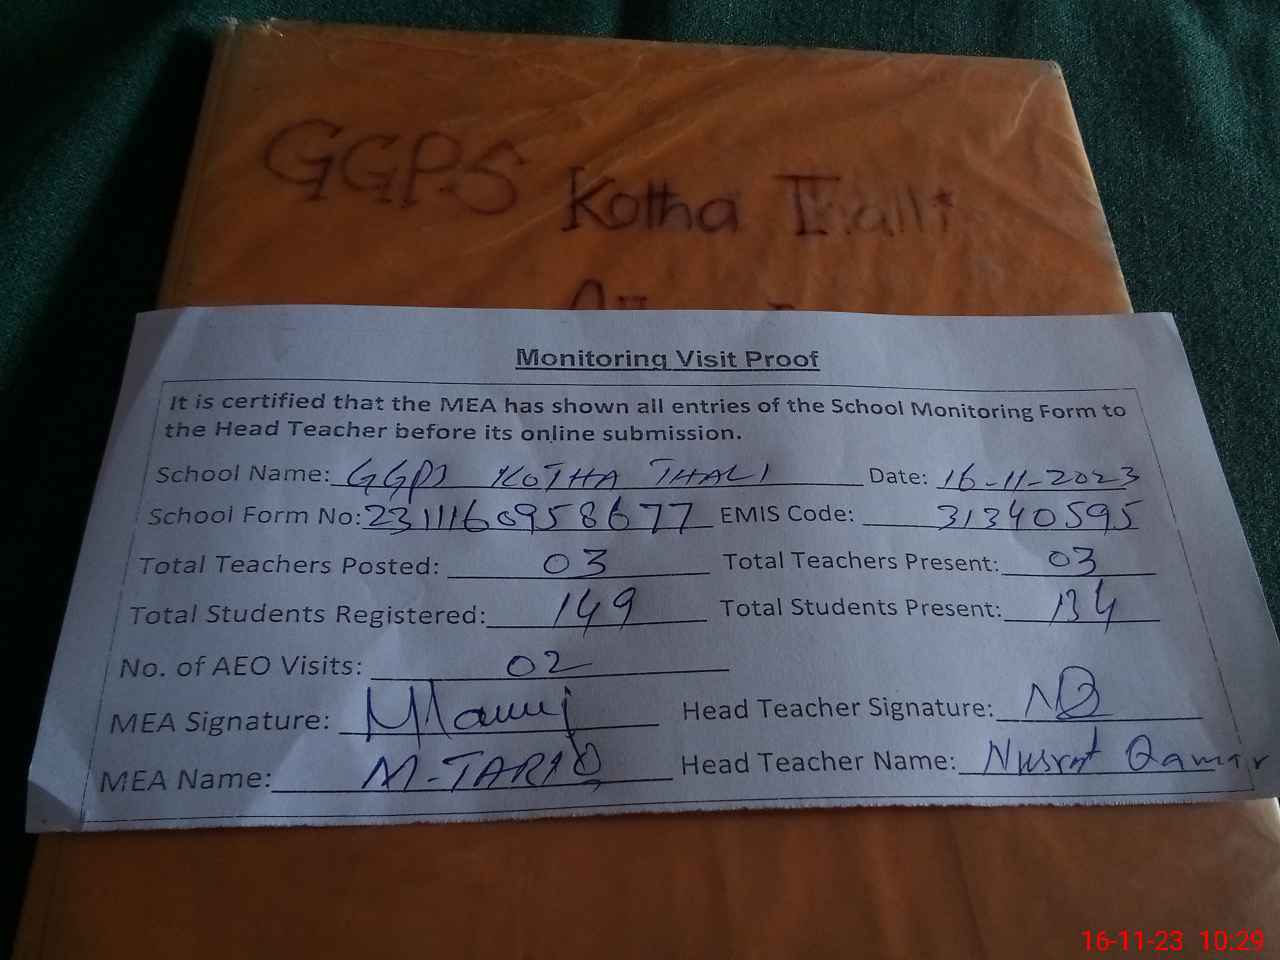 GGPS Kotha Thalli
Monitoring Visit Proof
It is certified that the MEA has shown all entries of the School Monitoring Form to
the Head Teacher before its online submission.
School Name: GGPS KOTHA THALI Date: 16-11-2023
School Form No: 2311160958677 EMIS Code: 31340595
Total Teachers Posted: 03 Total Teachers Present: 03
Total Students Registered: 149 Total Students Present: 134
No. of AEO Visits: 02
MEA Signature: Head Teacher Signature:
MEA Name: M-TARIQ Head Teacher Name: Nusrat Qamar
16-11-23 10:29